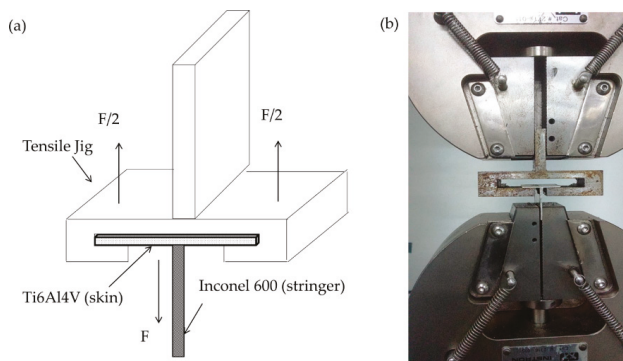 (a)
(b)
F/2
F/2
Tensile Jig
Ti6Al4V (skin)
Inconel 600 (stringer)
F